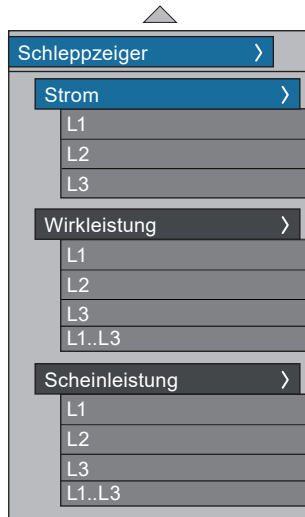 Schleppzeiger
Strom
L1
L2
L3
Wirkleistung
L1
L2
L3
L1..L3
Scheinleistung
L1
L2
L3
L1..L3